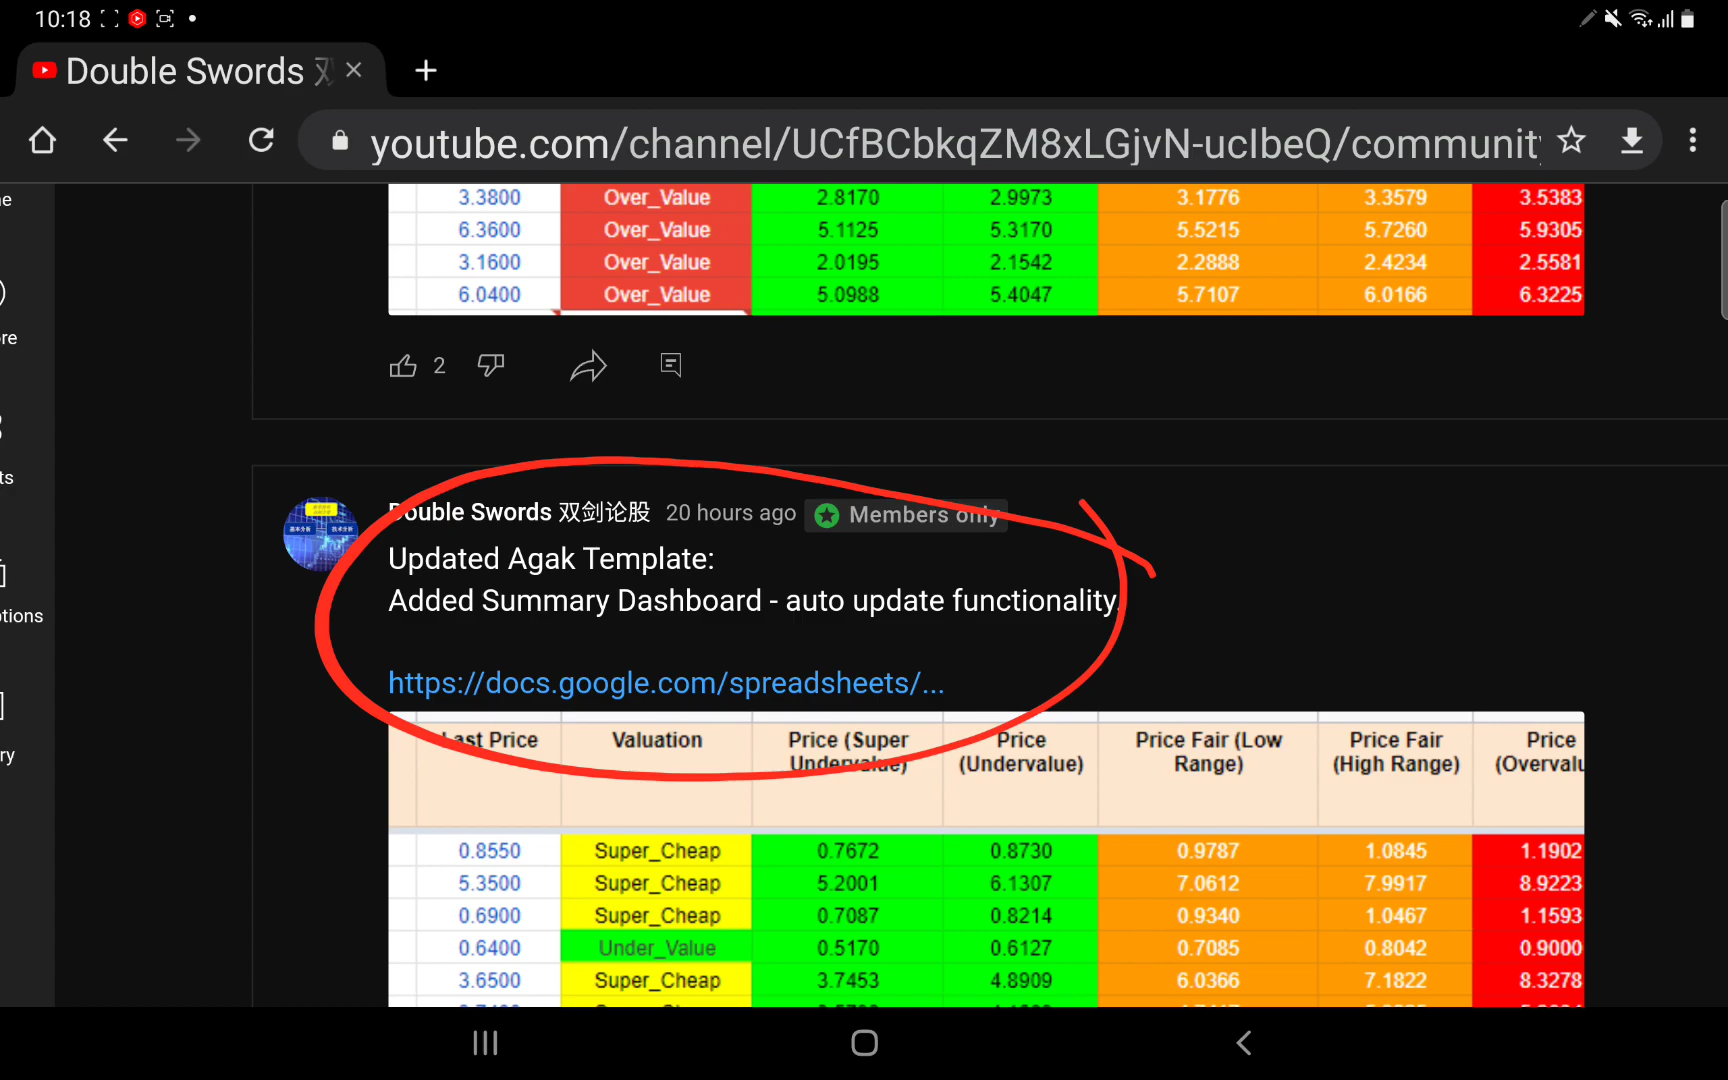 10:18
Double Swords 双
youtube.com/channel/UCfBCbkqZM8xLGjvN-ucIbeQ/community
3.3800 Over_Value 2.8170 2.9973 3.1776 3.3579 3.5383
6.3600 Over_Value 5.1125 5.3170 5.5215 5.7260 5.9305
3.1600 Over_Value 2.0195 2.1542 2.2888 2.4234 2.5581
6.0400 Over_Value 5.0988 5.4047 5.7107 6.0166 6.3225
2
Double Swords 双剑论股 20 hours ago Members only
Updated Agak Template:
Added Summary Dashboard - auto update functionality.
https://docs.google.com/spreadsheets/...
Last Price Valuation Price (Super Undervalue) Price (Undervalue) Price Fair (Low Range) Price Fair (High Range) Price (Overvalu
0.8550 Super_Cheap 0.7672 0.8730 0.9787 1.0845 1.1902
5.3500 Super_Cheap 5.2001 6.1307 7.0612 7.9917 8.9223
0.6900 Super_Cheap 0.7087 0.8214 0.9340 1.0467 1.1593
0.6400 Under_Value 0.5170 0.6127 0.7085 0.8042 0.9000
3.6500 Super_Cheap 3.7453 4.8909 6.0366 7.1822 8.3278